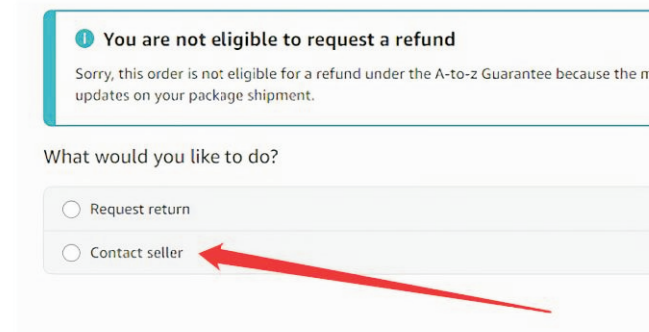 You are not eligible to request a refund
Sorry, this order is not eligible for a refund under the A-to-z Guarantee because the
updates on your package shipment.
What would you like to do?
Request return
Contact seller